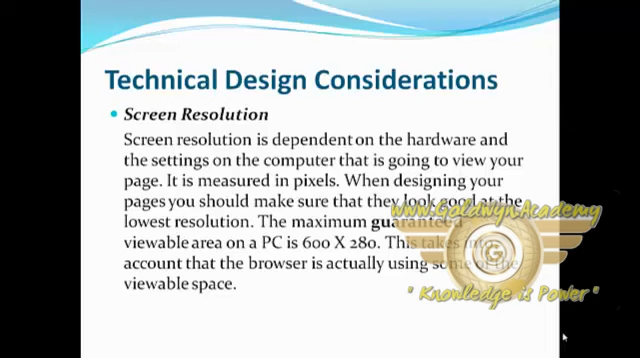 Technical Design Considerations
Screen Resolution
Screen resolution is dependent on the hardware and
the settings on the computer that is going to view your
page. It is measured in pixels. When designing your
pages you should make sure that they look good at the
lowest resolution. The maximum guaranteed
viewable area on a PC is 600 X 280. This takes into
account that the browser is actually using some of the
viewable space.
www.Goldwyn.Academy
G
"Knowledge is Power"